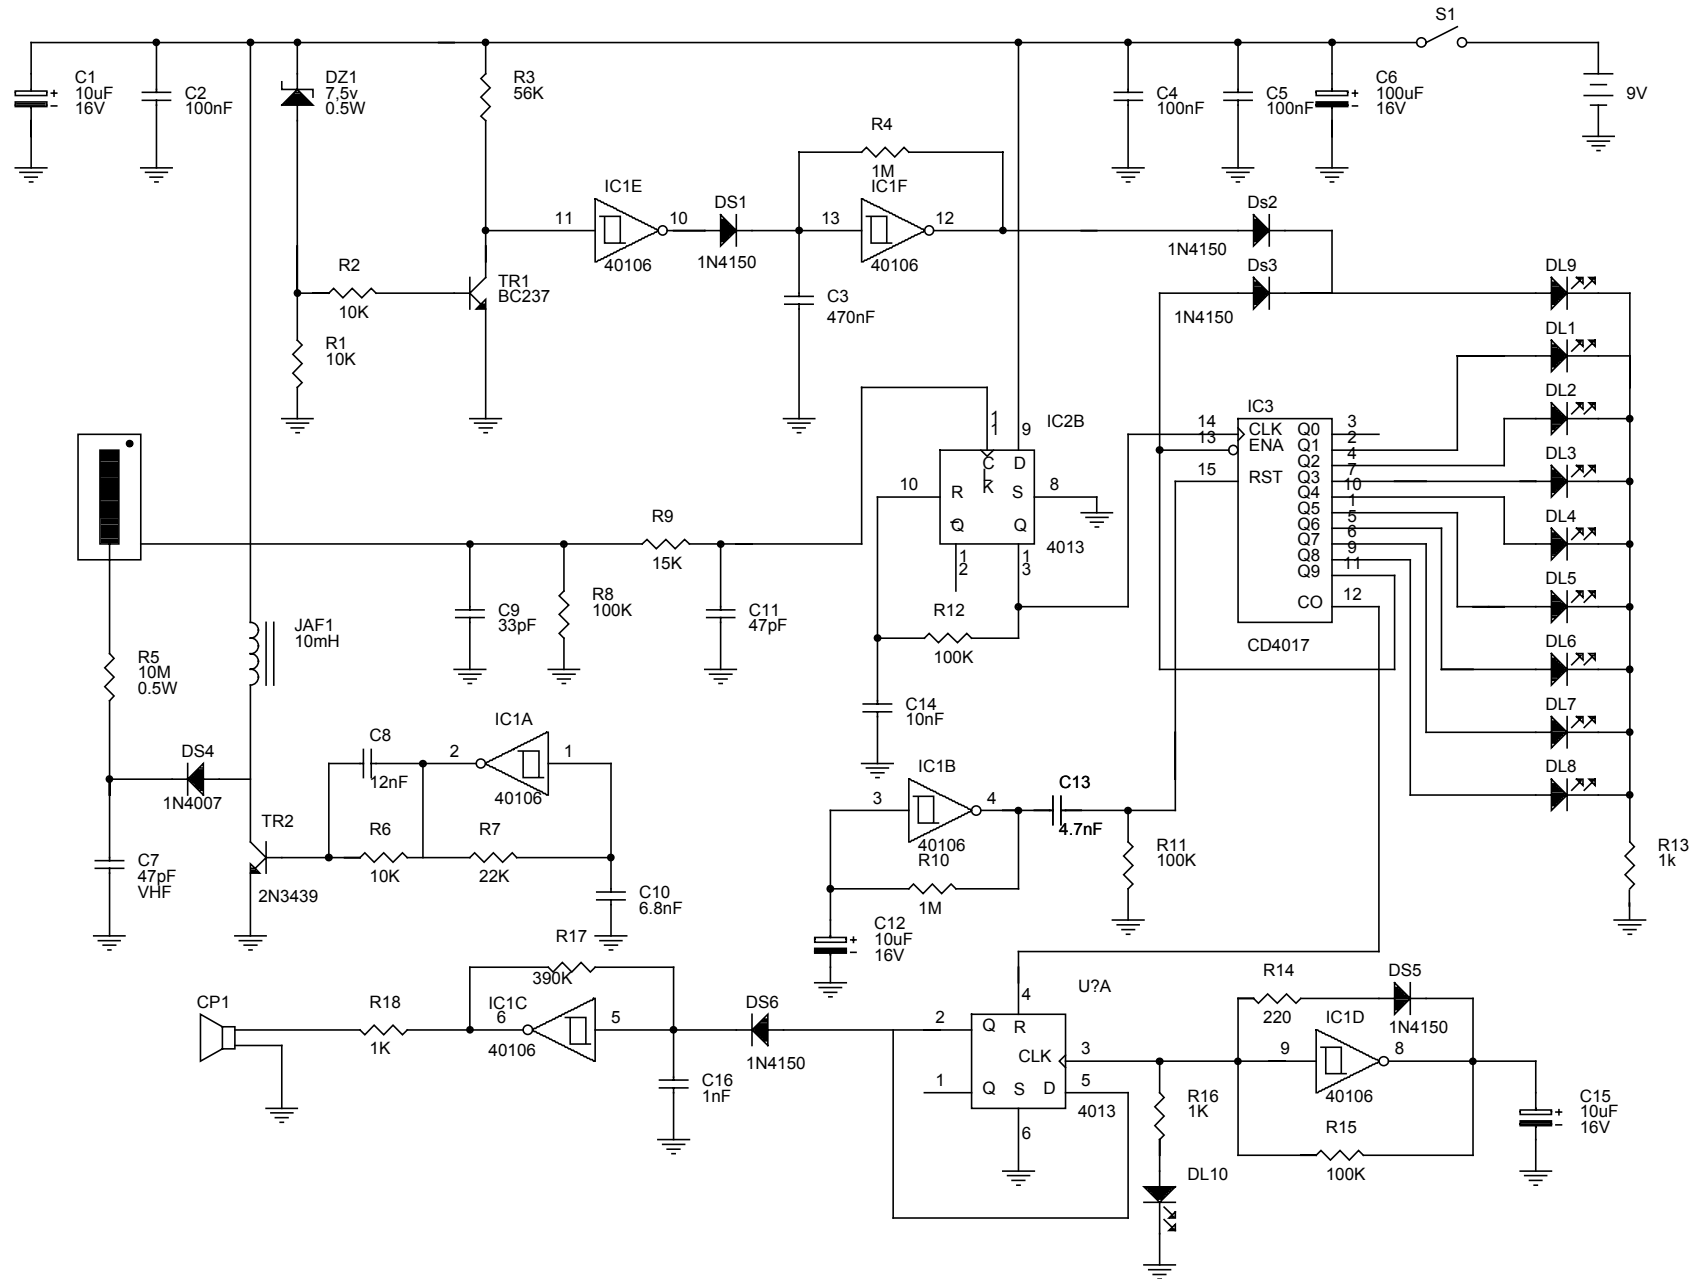 S1
C1
10uF
16V
+
−
C2
100nF
DZ1
7,5v
0.5W
R3
56K
C4
100nF
C5
100nF
C6
100uF
16V
+
−
9V
R4
1M
IC1E
11
10
40106
DS1
1N4150
IC1F
13
12
40106
Ds2
1N4150
Ds3
1N4150
R2
10K
TR1
BC237
C3
470nF
R1
10K
DL9
DL1
DL2
DL3
DL4
DL5
DL6
DL7
DL8
IC2B
1
1
9
CLK
D
10
R
S
8
Q
Q
4013
1
2
1
3
IC3
14
CLK
13
ENA
15
RST
Q0
3
Q1
2
Q2
4
Q3
7
Q4
10
Q5
1
Q6
5
Q7
6
Q8
9
Q9
11
CO
12
CD4017
R9
15K
C9
33pF
R8
100K
C11
47pF
R12
100K
C14
10nF
JAF1
10mH
R5
10M
0.5W
DS4
1N4007
C8
12nF
IC1A
2
1
40106
TR2
2N3439
R6
10K
R7
22K
C7
47pF
VHF
C10
6.8nF
IC1B
3
4
40106
C13
4.7nF
R10
1M
R11
100K
R13
1k
C12
10uF
16V
+
−
R17
390K
CP1
R18
1K
IC1C
6
5
40106
DS6
1N4150
C16
1nF
U?A
4
2
Q
R
CLK
3
1
Q
S
D
5
4013
6
R14
220
DS5
1N4150
IC1D
9
8
40106
R16
1K
R15
100K
C15
10uF
16V
+
−
DL10